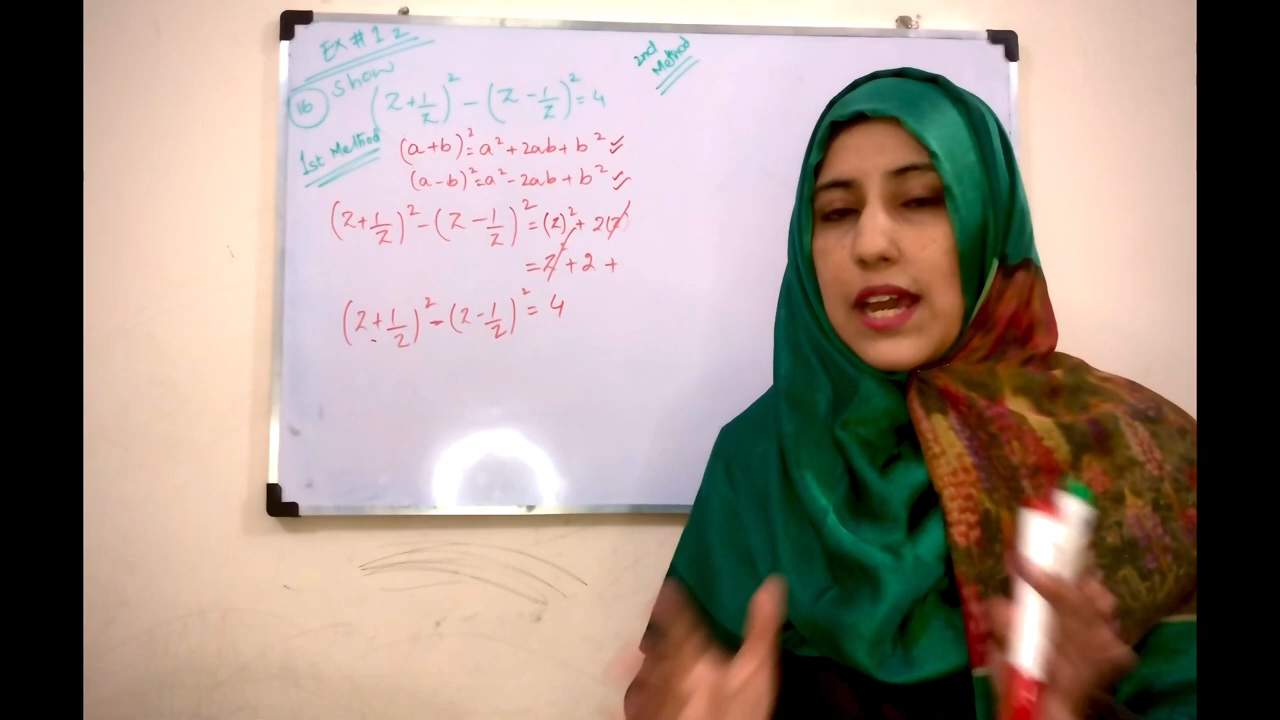 Ex # 1.2
16 Show
(z + 1/z)² - (z - 1/z)² = 4
1st Method
(a + b)² = a² + 2ab + b²
(a - b)² = a² - 2ab + b²
(z + 1/z)² - (z - 1/z)² = (z)² + 2(z
= z² + 2 +
(z + 1/z)² - (z - 1/z)² = 4
2nd Method